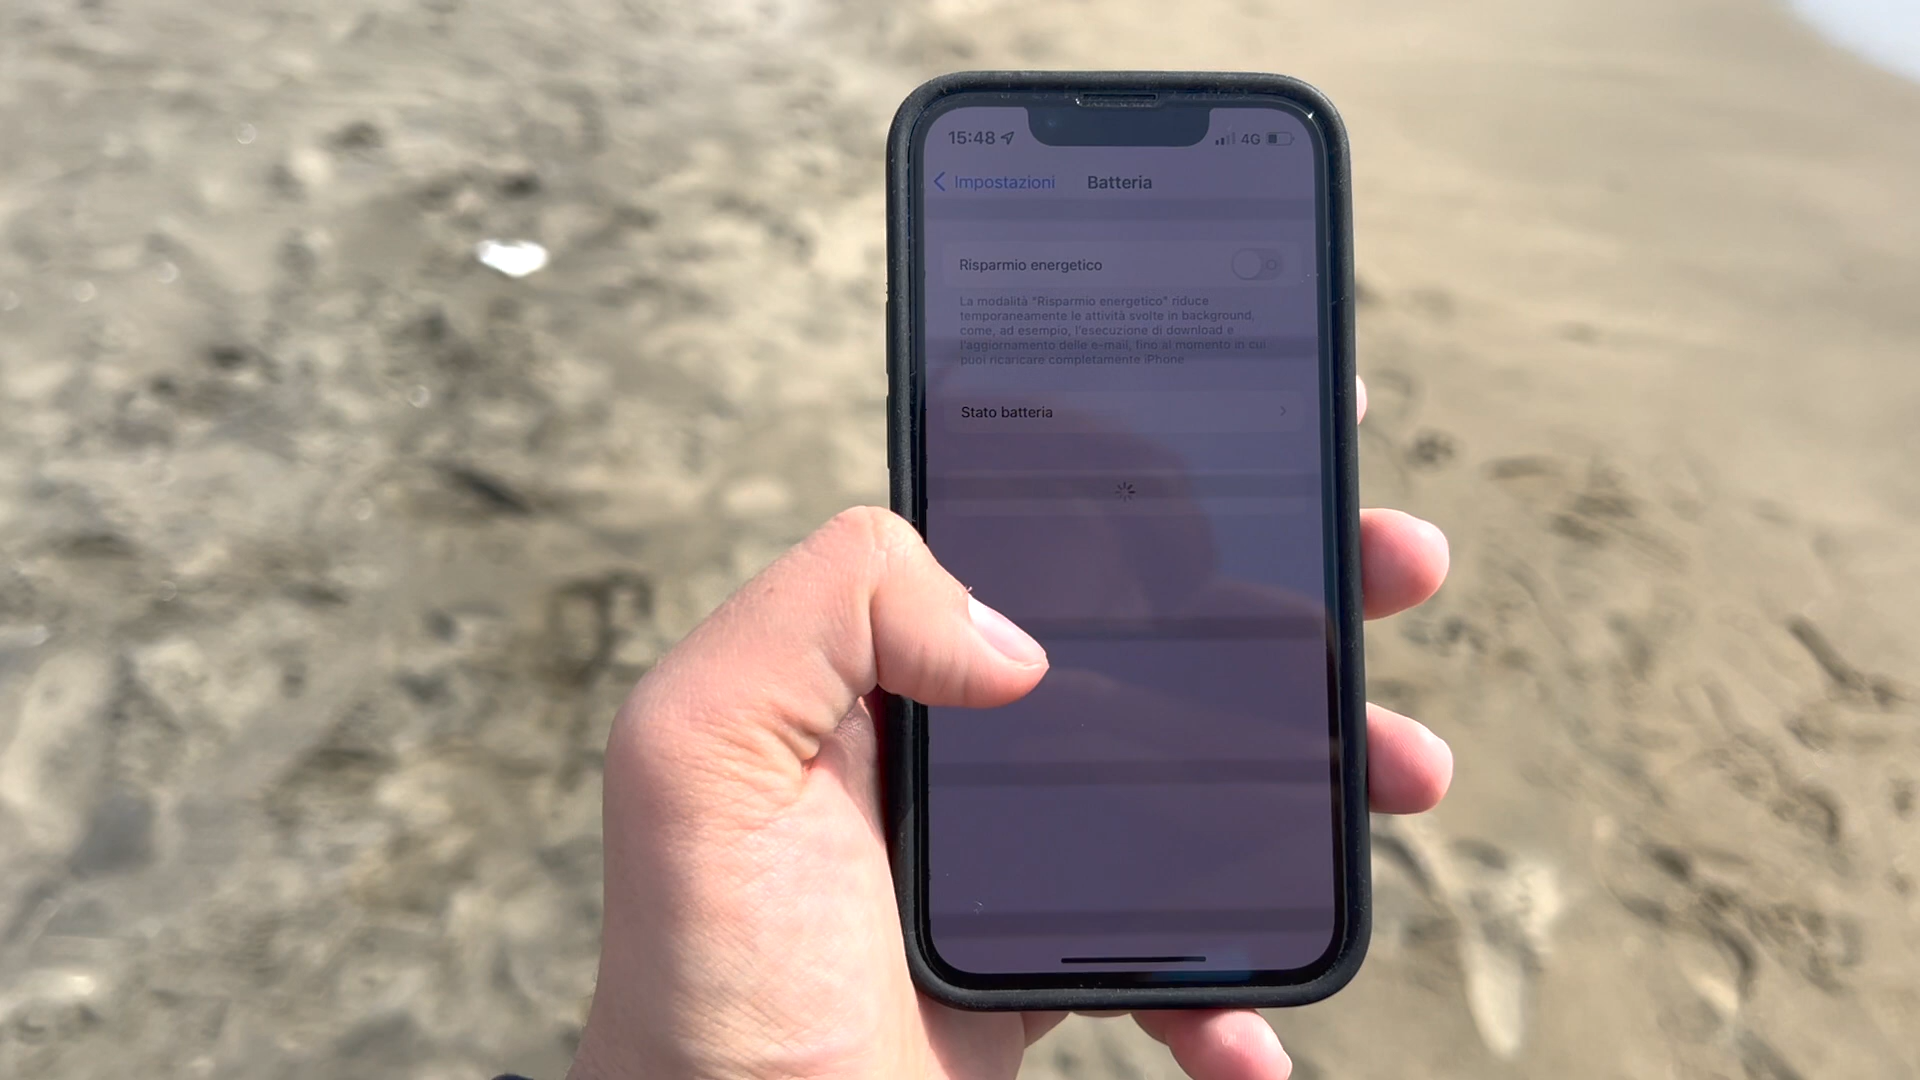 15:48
4G
Impostazioni
Batteria
Risparmio energetico
La modalità "Risparmio energetico" riduce
temporaneamente le attività svolte in background,
come, ad esempio, l'esecuzione di download e
l'aggiornamento delle e-mail, fino al momento in cui
puoi ricaricare completamente iPhone
Stato batteria